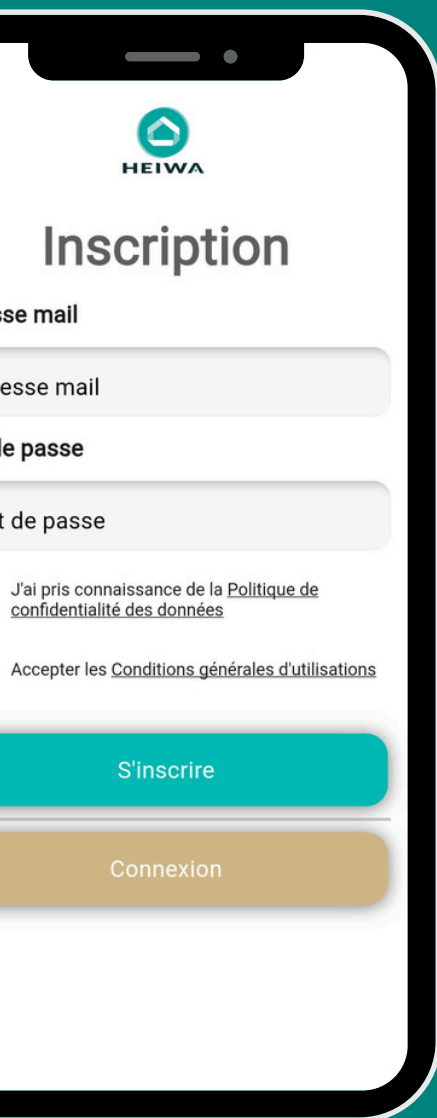 HEIWA
Inscription
sse mail
esse mail
de passe
t de passe
J'ai pris connaissance de la Politique de
confidentialité des données
Accepter les Conditions générales d'utilisations
S'inscrire
Connexion